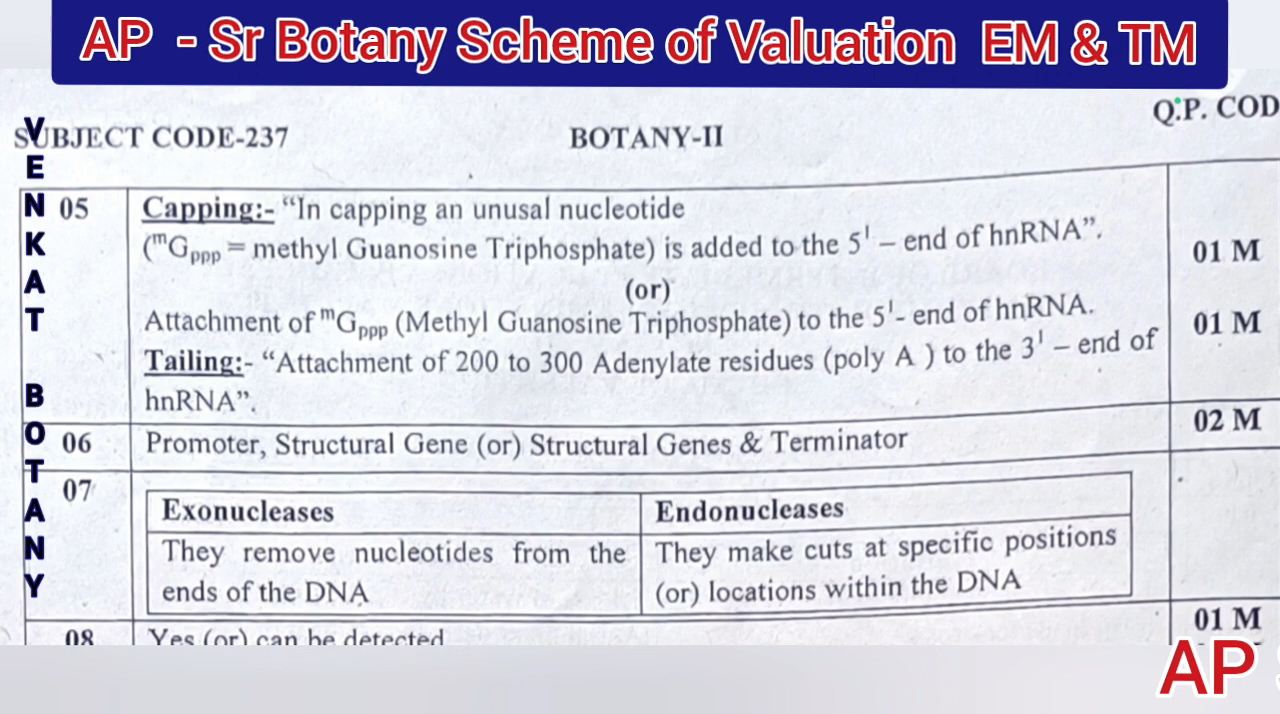 AP - Sr Botany Scheme of Valuation EM & TM
Q.P. COD
SUBJECT CODE-237 BOTANY-II
VENKAT BOTANY
05 Capping:- “In capping an unusal nucleotide
(ᵐGₚₚₚ = methyl Guanosine Triphosphate) is added to the 5ˡ – end of hnRNA”. 01 M
(or)
Attachment of ᵐGₚₚₚ (Methyl Guanosine Triphosphate) to the 5ˡ- end of hnRNA. 01 M
Tailing:- “Attachment of 200 to 300 Adenylate residues (poly A ) to the 3ˡ – end of
hnRNA”.
06 Promoter, Structural Gene (or) Structural Genes & Terminator 02 M
07
Exonucleases Endonucleases
They remove nucleotides from the They make cuts at specific positions
ends of the DNA (or) locations within the DNA
01 M
08 Yes (or) can be detected
AP